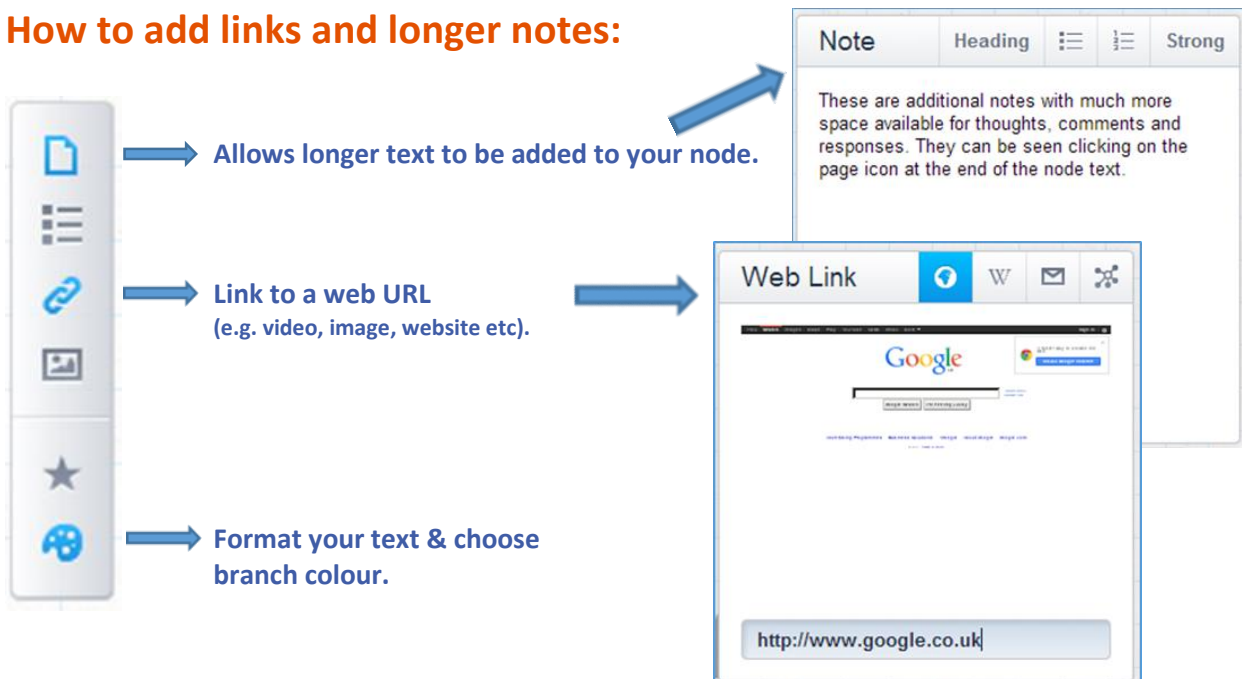 How to add links and longer notes:
Note Heading Strong
These are additional notes with much more
space available for thoughts, comments and
responses. They can be seen clicking on the
page icon at the end of the node text.
Allows longer text to be added to your node.
Web Link W
Link to a web URL
(e.g. video, image, website etc).
Google
Format your text & choose
branch colour.
http://www.google.co.uk